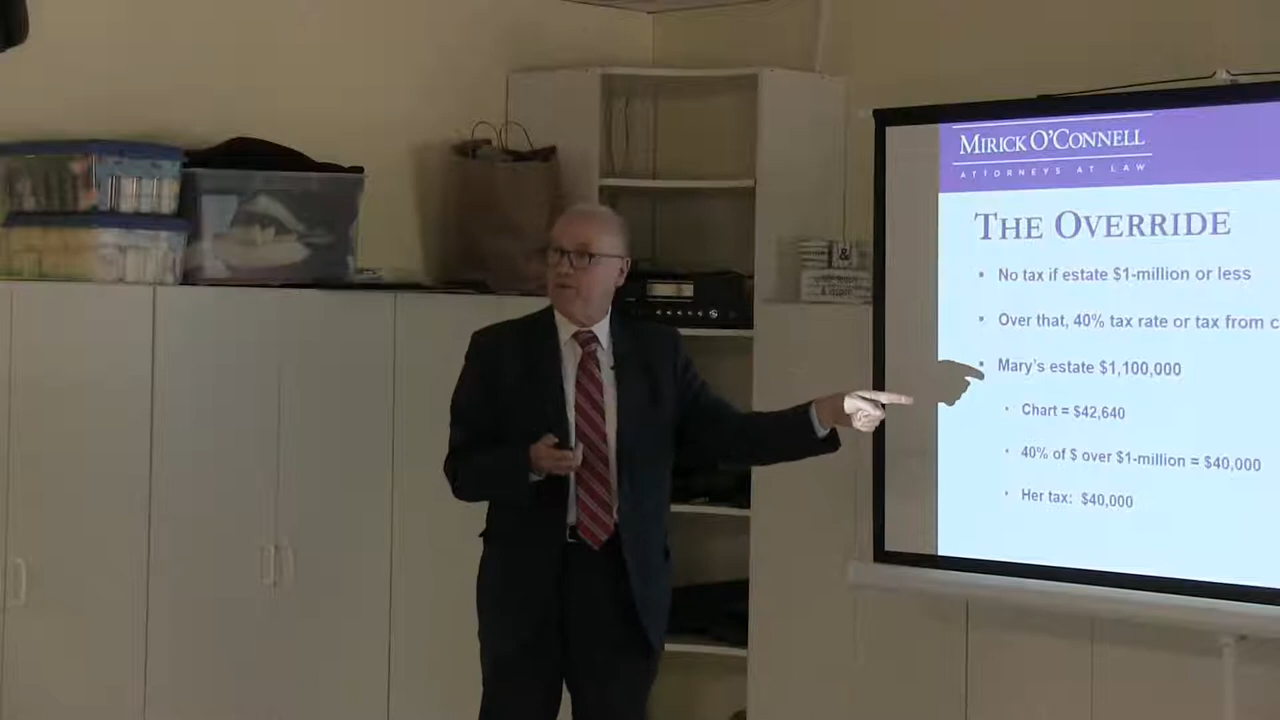 MIRICK O'CONNELL
ATTORNEYS AT LAW
THE OVERRIDE
No tax if estate $1-million or less
Over that, 40% tax rate or tax from c
Mary's estate $1,100,000
Chart = $42,640
40% of $ over $1-million = $40,000
Her tax: $40,000